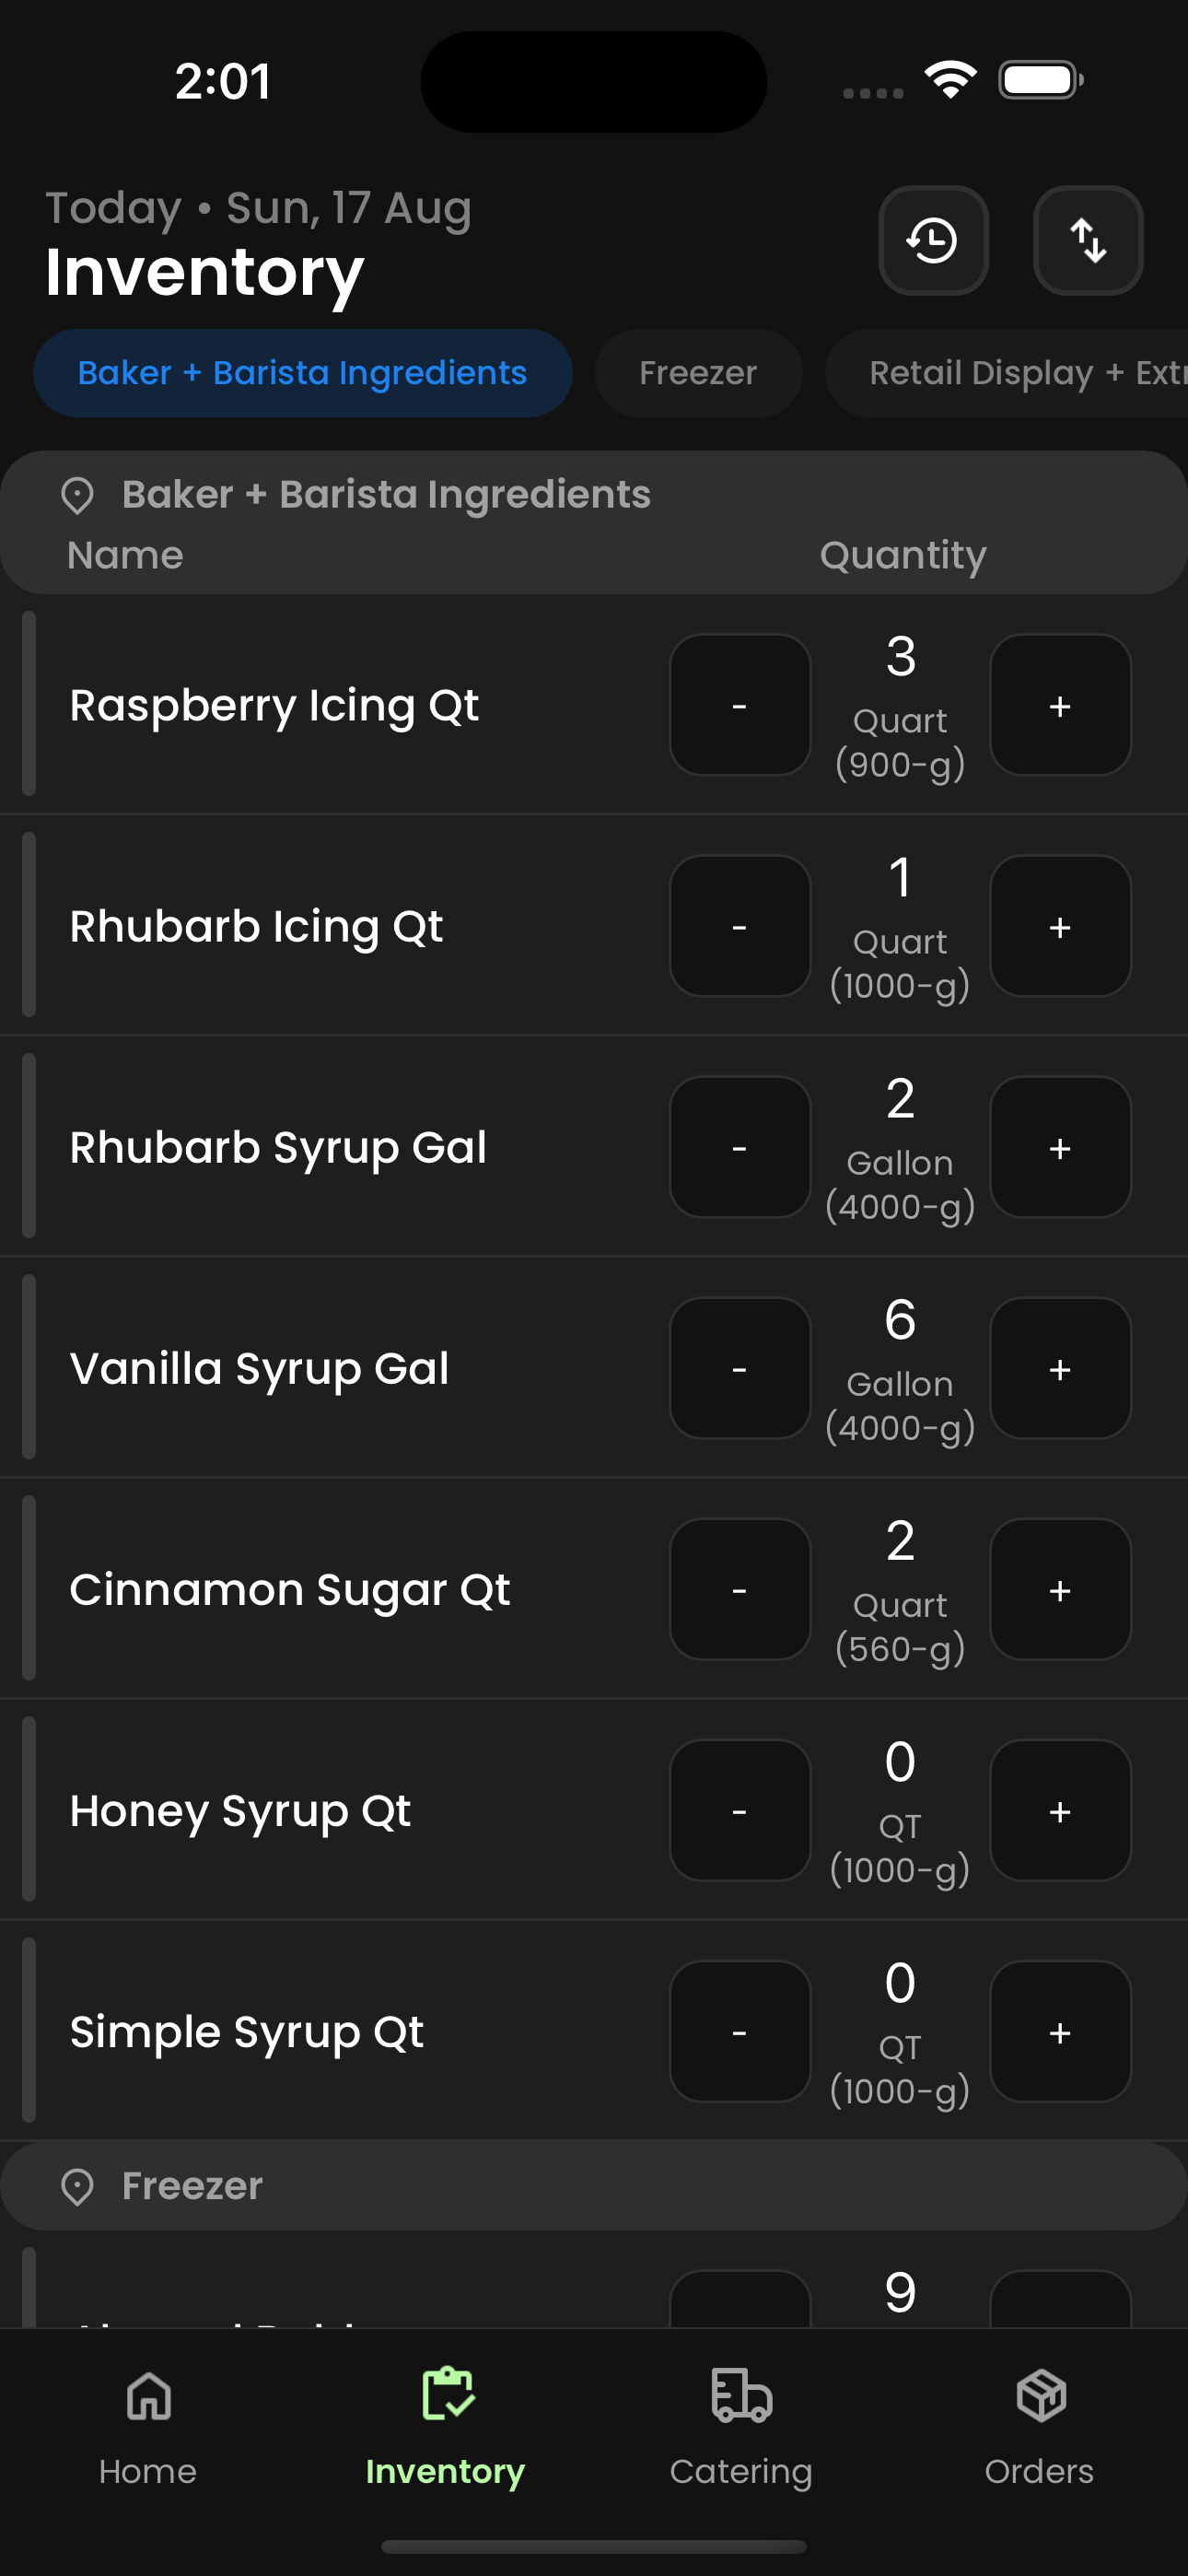 2:01
Today • Sun, 17 Aug
Inventory
Baker + Barista Ingredients
Freezer
Retail Display + Extr
Baker + Barista Ingredients
Name
Quantity
Raspberry Icing Qt
-
3
Quart
(900-g)
+
Rhubarb Icing Qt
-
1
Quart
(1000-g)
+
Rhubarb Syrup Gal
-
2
Gallon
(4000-g)
+
Vanilla Syrup Gal
-
6
Gallon
(4000-g)
+
Cinnamon Sugar Qt
-
2
Quart
(560-g)
+
Honey Syrup Qt
-
0
QT
(1000-g)
+
Simple Syrup Qt
-
0
QT
(1000-g)
+
Freezer
9
Home
Inventory
Catering
Orders